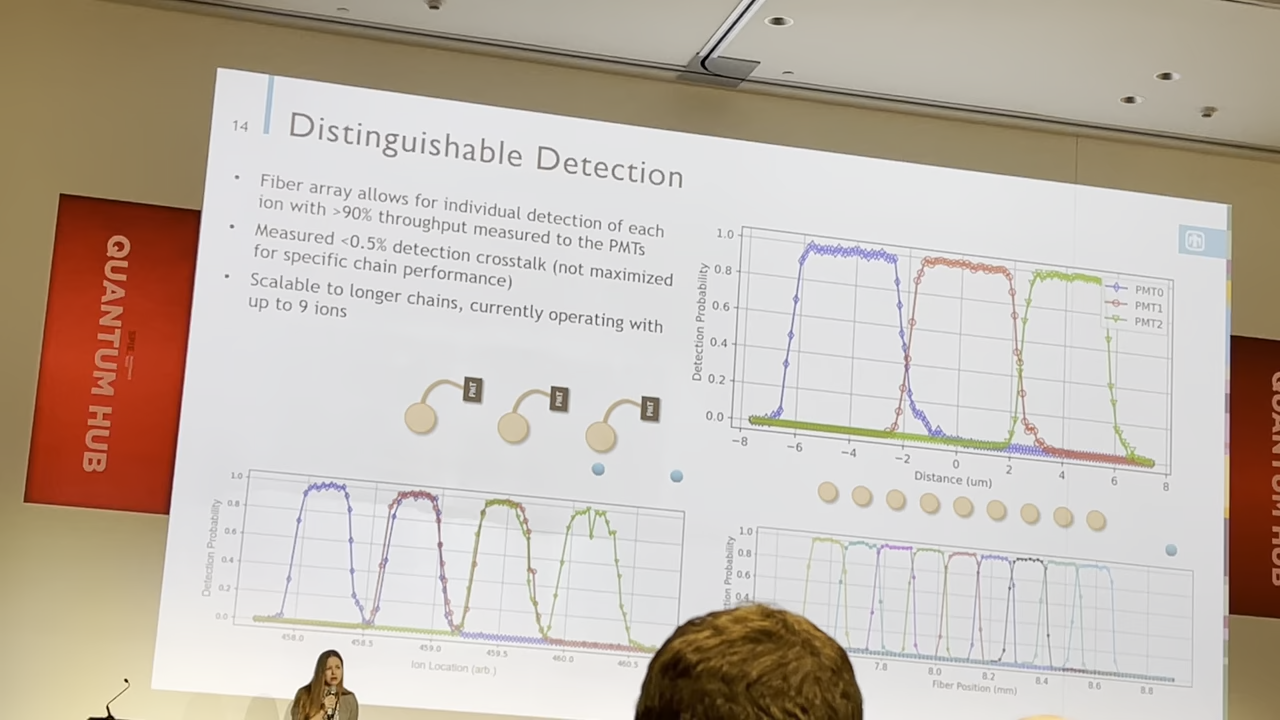 14
Distinguishable Detection
• Fiber array allows for individual detection of each
ion with >90% throughput measured to the PMTs
• Measured <0.5% detection crosstalk (not maximized
for specific chain performance)
• Scalable to longer chains, currently operating with
up to 9 ions
PMT
PMT
PMT
Detection Probability
1.0
0.8
0.6
0.4
0.2
0.0
−8 −6 −4 −2 0 2 4 6 8
Distance (um)
PMT0
PMT1
PMT2
Detection Probability
1.0
0.8
0.6
0.4
0.2
0.0
458.0 458.5 459.0 459.5 460.0 460.5
Ion Location (arb.)
Probability
1.0
0.8
0.6
0.4
7.8 8.0 8.2 8.4 8.6 8.8
Fiber Position (mm)
QUANTUM HUB